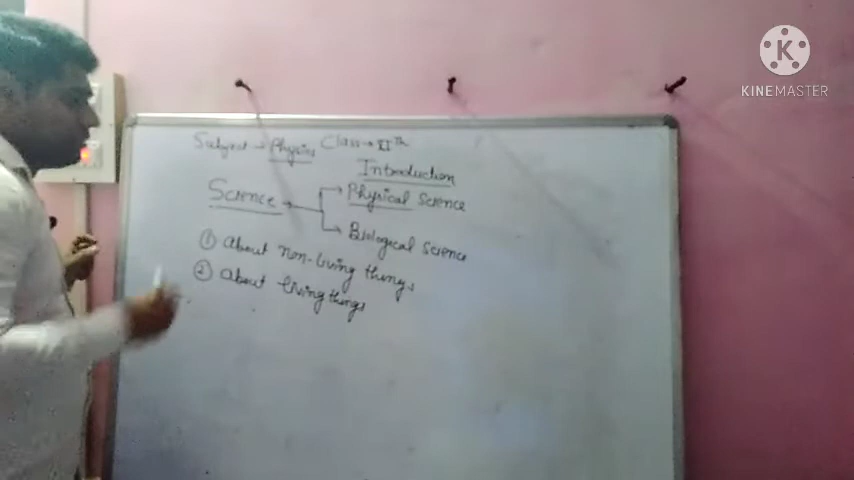 KINEMASTER
Subject → Physics Class → XIth
Introduction
Science → Physical Science
Biological Science
① About non-living things
② About living things